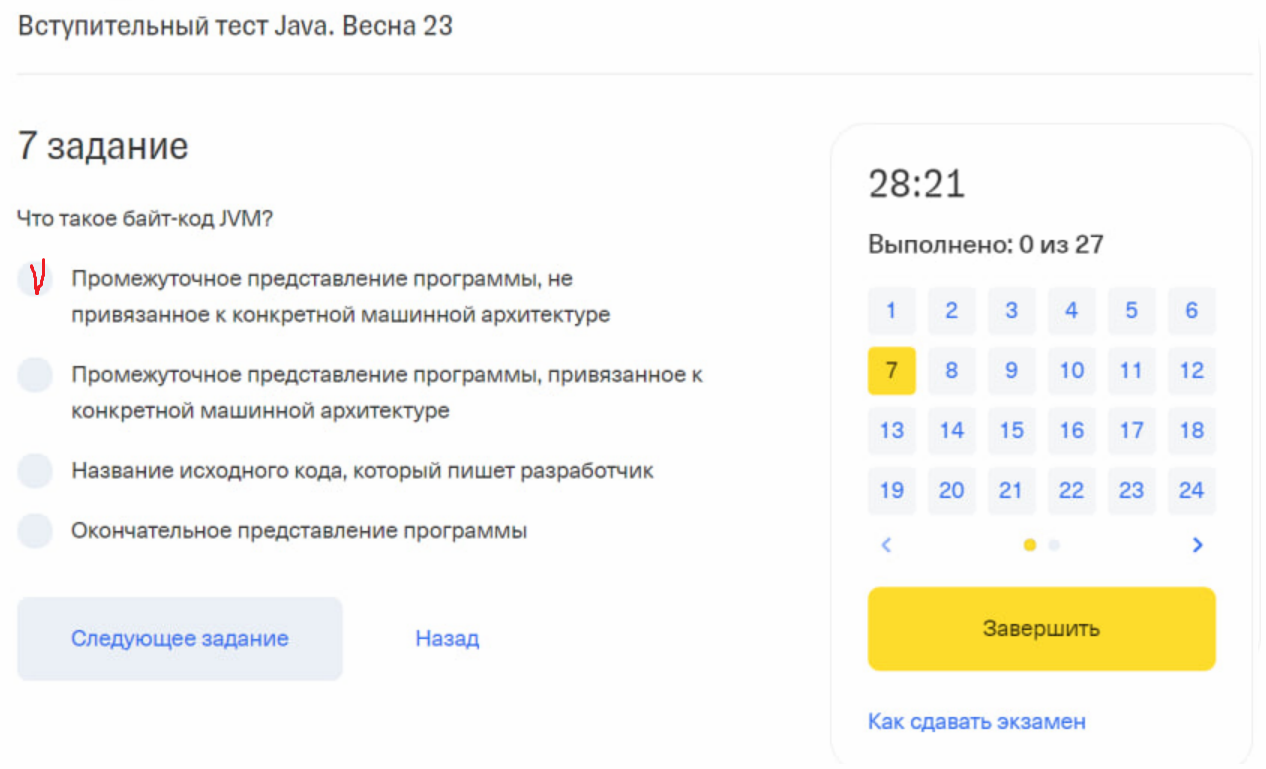 Вступительный тест Java. Весна 23
7 задание
Что такое байт-код JVM?
Промежуточное представление программы, не
привязанное к конкретной машинной архитектуре
Промежуточное представление программы, привязанное к
конкретной машинной архитектуре
Название исходного кода, который пишет разработчик
Окончательное представление программы
Следующее задание
Назад
28:21
Выполнено: 0 из 27
1 2 3 4 5 6
7 8 9 10 11 12
13 14 15 16 17 18
19 20 21 22 23 24
Завершить
Как сдавать экзамен